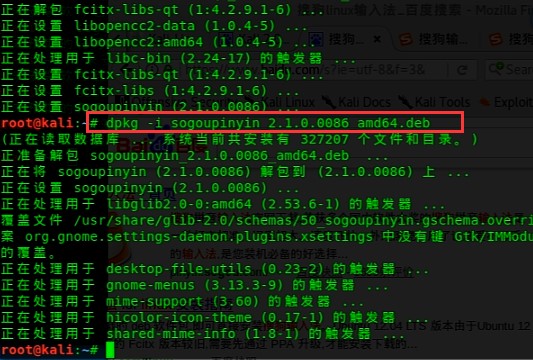 正在解包 fcitx-libs-qt (1:4.2.9.1-6) ...
正在设置 libopencc2-data (1.0.4-5) ...
正在设置 libopencc2:amd64 (1.0.4-5) ...
正在处理用于 libc-bin (2.24-17) 的触发器 ...
正在设置 fcitx-libs-qt (1:4.2.9.1-6) ...
正在设置 fcitx-libs (1:4.2.9.1-6) ...
正在设置 sogoupinyin (2.1.0.0086) ...
root@kali:~# dpkg -i sogoupinyin_2.1.0.0086_amd64.deb
(正在读取数据库 ... 系统当前共安装有 327207 个文件和目录。)
正准备解包 sogoupinyin_2.1.0.0086_amd64.deb ...
正在将 sogoupinyin (2.1.0.0086) 解包到 (2.1.0.0086) 上 ...
正在设置 sogoupinyin (2.1.0.0086) ...
正在处理用于 libglib2.0-0:amd64 (2.53.6-1) 的触发器 ...
覆盖文件 /usr/share/glib-2.0/schemas/50_sogoupinyin.gschema.overri
案 org.gnome.settings-daemon.plugins.xsettings 中没有键 Gtk/IMModu
的覆盖。
正在处理用于 desktop-file-utils (0.23-2) 的触发器 ...
正在处理用于 gnome-menus (3.13.3-9) 的触发器 ...
正在处理用于 mime-support (3.60) 的触发器 ...
正在处理用于 hicolor-icon-theme (0.17-1) 的触发器 ...
正在处理用于 shared-mime-info (1.8-1) 的触发器 ...
root@kali:~#